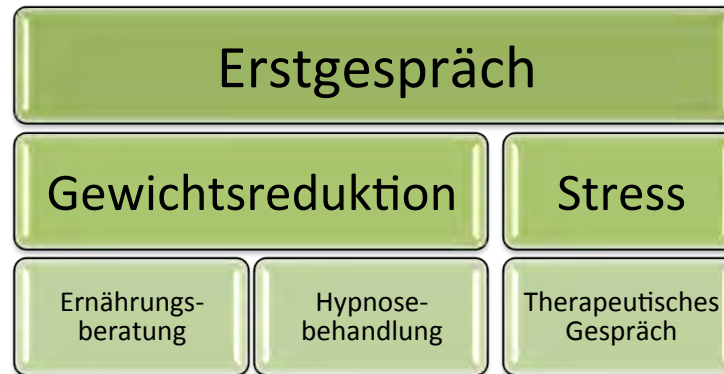 Erstgespräch
Gewichtsreduktion
Stress
Ernährungs-
beratung
Hypnose-
behandlung
Therapeutisches
Gespräch